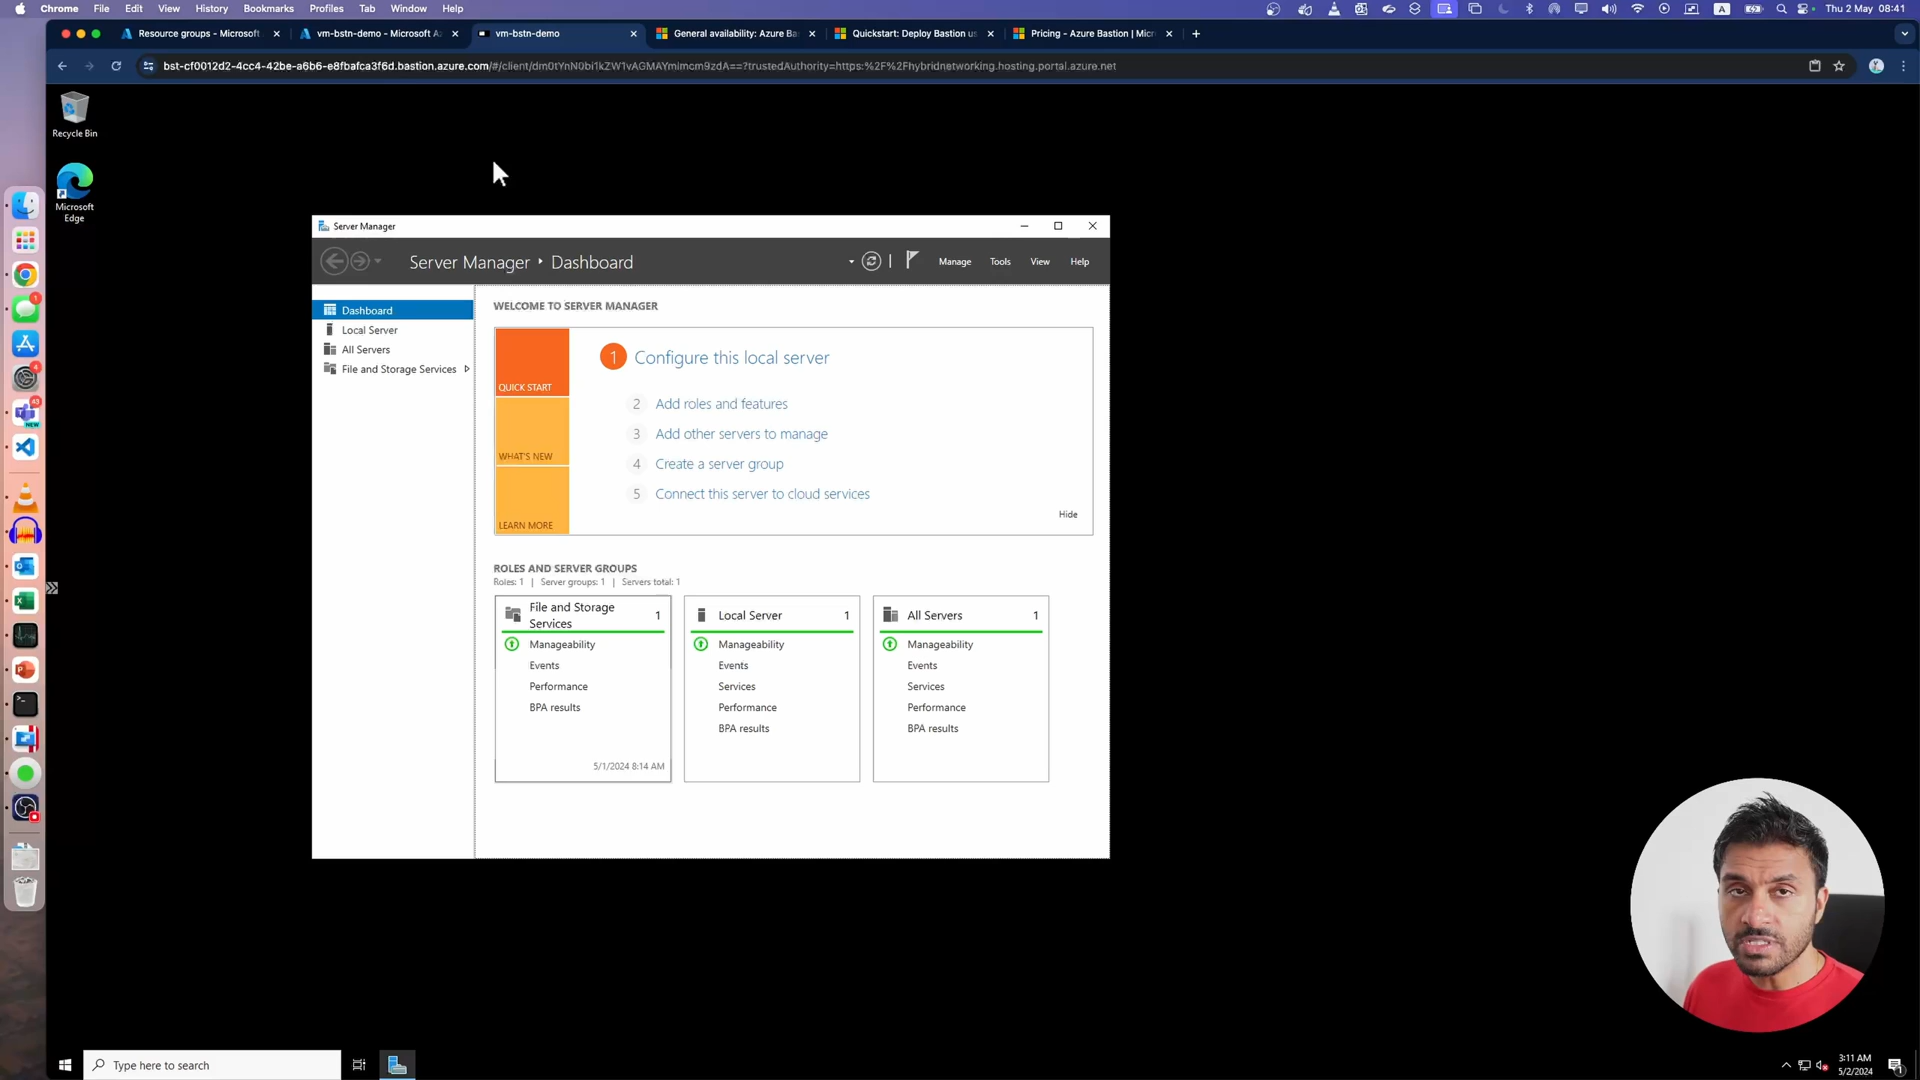 Chrome File Edit View History Bookmarks Profiles Tab Window Help
A Thu 2 May 08:41
Resource groups - Microsoft
vm-bstn-demo - Microsoft Az
vm-bstn-demo
General availability: Azure Ba
Quickstart: Deploy Bastion us
Pricing - Azure Bastion | Micr
bst-cf0012d2-4cc4-42be-a6b6-e8fbafca3f6d.bastion.azure.com/#/client/dm0tYnN0bi1kZW1vAGMAYmimcm9zdA==?trustedAuthority=https:%2F%2Fhybridnetworking.hosting.portal.azure.net
Recycle Bin
Microsoft
Edge
Server Manager
Server Manager Dashboard
Manage Tools View Help
Dashboard
Local Server
All Servers
File and Storage Services
WELCOME TO SERVER MANAGER
QUICK START
WHAT'S NEW
LEARN MORE
1 Configure this local server
2 Add roles and features
3 Add other servers to manage
4 Create a server group
5 Connect this server to cloud services
Hide
ROLES AND SERVER GROUPS
Roles: 1 | Server groups: 1 | Servers total: 1
File and Storage
Services
1
Manageability
Events
Performance
BPA results
5/1/2024 8:14 AM
Local Server 1
Manageability
Events
Services
Performance
BPA results
All Servers 1
Manageability
Events
Services
Performance
BPA results
1
4
43
NEW
Type here to search
3:11 AM
5/2/2024
1